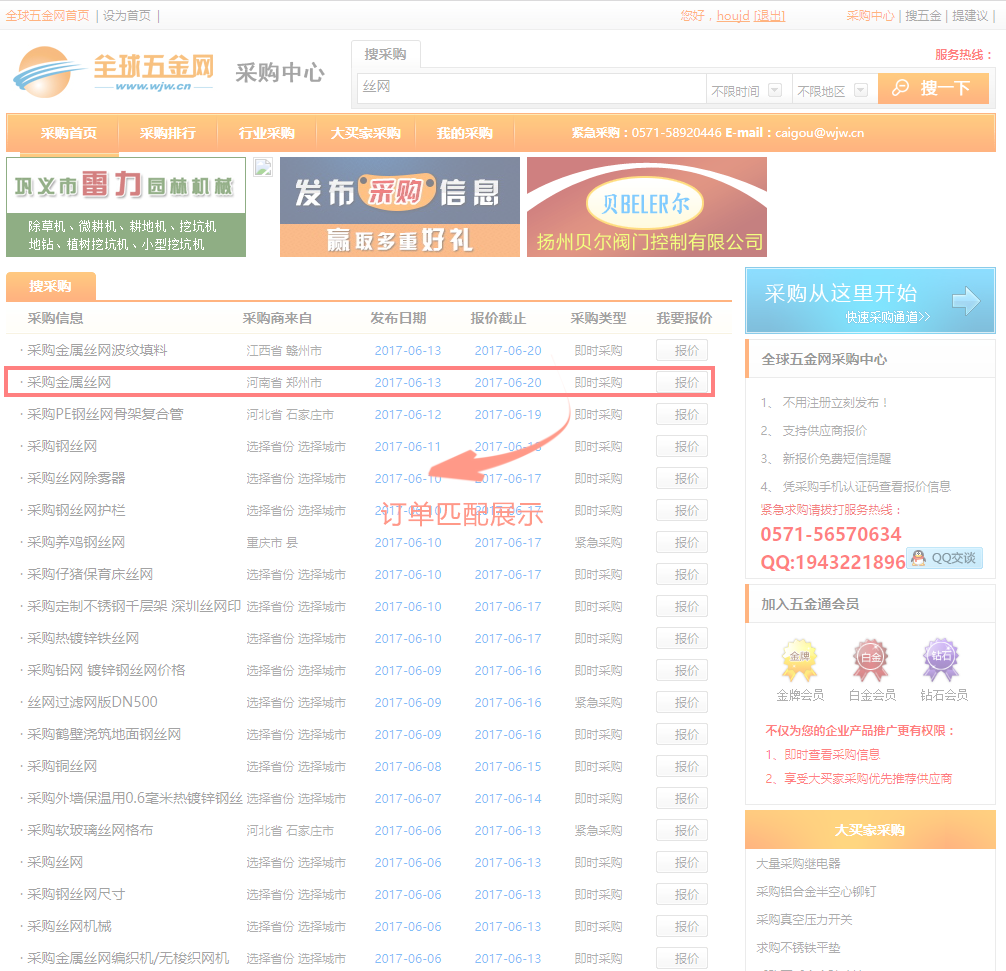 全球五金网首页 | 设为首页 |
您好，houjd [退出]
采购中心 | 搜五金 | 提建议 |
全球五金网
www.wjw.cn
采购中心
搜采购
服务热线：
丝网 不限时间 不限地区 搜一下
采购首页 采购排行 行业采购 大买家采购 我的采购 紧急采购：0571-58920446 E-mail：caigou@wjw.cn
巩义市雷力园林机械
除草机、微耕机、耕地机、挖坑机
地钻、植树挖坑机、小型挖坑机
发布采购信息
赢取多重好礼
贝BELER尔
扬州贝尔阀门控制有限公司
搜采购
采购信息 采购商来自 发布日期 报价截止 采购类型 我要报价
· 采购金属丝网波纹填料 江西省 赣州市 2017-06-13 2017-06-20 即时采购 报价
· 采购金属丝网 河南省 郑州市 2017-06-13 2017-06-20 即时采购 报价
· 采购PE钢丝网骨架复合管 河北省 石家庄市 2017-06-12 2017-06-19 即时采购 报价
· 采购钢丝网 选择省份 选择城市 2017-06-11 2017-06-18 即时采购 报价
· 采购丝网除雾器 选择省份 选择城市 2017-06-10 2017-06-17 即时采购 报价
· 采购钢丝网护栏 选择省份 选择城市 2017-06-10 2017-06-17 即时采购 报价
订单匹配展示
· 采购养鸡钢丝网 重庆市 县 2017-06-10 2017-06-17 紧急采购 报价
· 采购仔猪保育床丝网 选择省份 选择城市 2017-06-10 2017-06-17 即时采购 报价
· 采购定制不锈钢千层架 深圳丝网印 选择省份 选择城市 2017-06-10 2017-06-17 即时采购 报价
· 采购热镀锌铁丝网 选择省份 选择城市 2017-06-10 2017-06-17 即时采购 报价
· 采购铅网 镀锌钢丝网价格 选择省份 选择城市 2017-06-09 2017-06-16 即时采购 报价
· 丝网过滤网版DN500 选择省份 选择城市 2017-06-09 2017-06-16 紧急采购 报价
· 采购鹤壁浇筑地面钢丝网 选择省份 选择城市 2017-06-09 2017-06-16 即时采购 报价
· 采购铜丝网 选择省份 选择城市 2017-06-08 2017-06-15 即时采购 报价
· 采购外墙保温用0.6毫米热镀锌钢丝 选择省份 选择城市 2017-06-07 2017-06-14 即时采购 报价
· 采购软玻璃丝网格布 河北省 石家庄市 2017-06-06 2017-06-13 紧急采购 报价
· 采购丝网 选择省份 选择城市 2017-06-06 2017-06-13 即时采购 报价
· 采购钢丝网尺寸 选择省份 选择城市 2017-06-06 2017-06-13 即时采购 报价
· 采购丝网机械 选择省份 选择城市 2017-06-06 2017-06-13 即时采购 报价
· 采购金属丝网编织机/无梭织网机 选择省份 选择城市 2017-06-06 2017-06-13 即时采购 报价
采购从这里开始
快速采购通道>>
全球五金网采购中心
1、 不用注册立刻发布！
2、 支持供应商报价
3、 新报价免费短信提醒
4、 凭采购手机认证码查看报价信息
紧急求购请拨打服务热线：
0571-56570634
QQ:1943221896 QQ交谈
加入五金通会员
金牌 白金 钻石
金牌会员 白金会员 钻石会员
不仅为您的企业产品推广更有权限：
1、即时查看采购信息
2、享受大买家采购优先推荐供应商
大买家采购
大量采购继电器
采购铝合金半空心铆钉
采购真空压力开关
求购不锈铁平垫